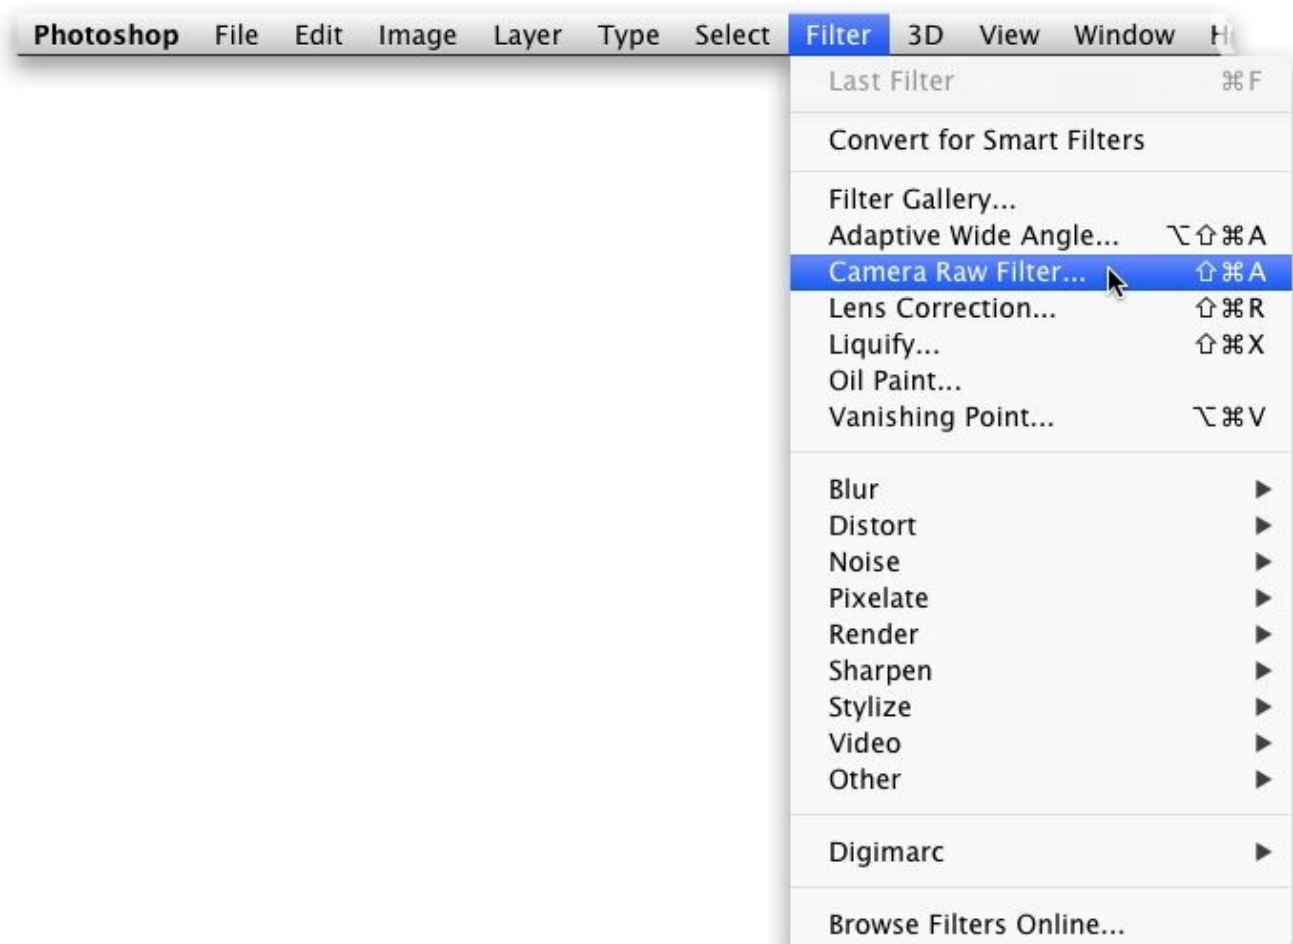 Photoshop File Edit Image Layer Type Select Filter 3D View Window
Last Filter ⌘F
Convert for Smart Filters
Filter Gallery...
Adaptive Wide Angle... ⌥⇧⌘A
Camera Raw Filter... ⇧⌘A
Lens Correction... ⇧⌘R
Liquify... ⇧⌘X
Oil Paint...
Vanishing Point... ⌥⌘V
Blur ▶
Distort ▶
Noise ▶
Pixelate ▶
Render ▶
Sharpen ▶
Stylize ▶
Video ▶
Other ▶
Digimarc ▶
Browse Filters Online...